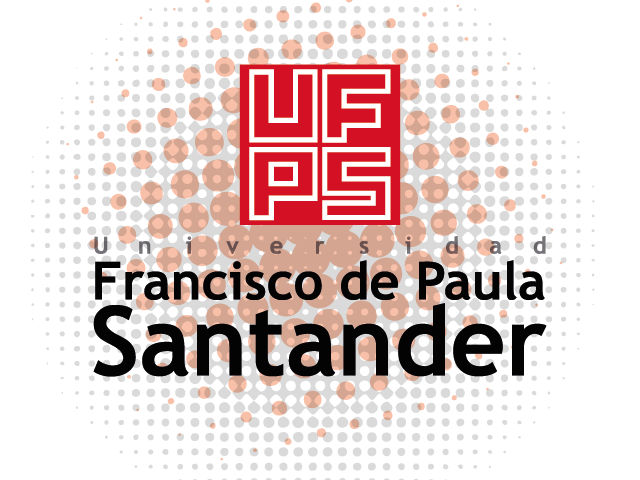 UF
PS
Universidad
Francisco de Paula
Santander